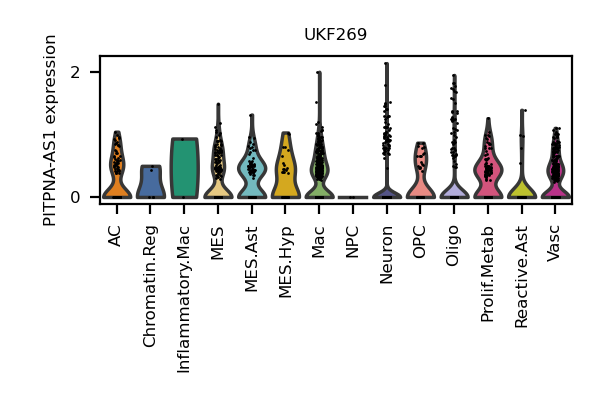 UKF269
PITPNA-AS1 expression
2
0
AC
Chromatin.Reg
Inflammatory.Mac
MES
MES.Ast
MES.Hyp
Mac
NPC
Neuron
OPC
Oligo
Prolif.Metab
Reactive.Ast
Vasc